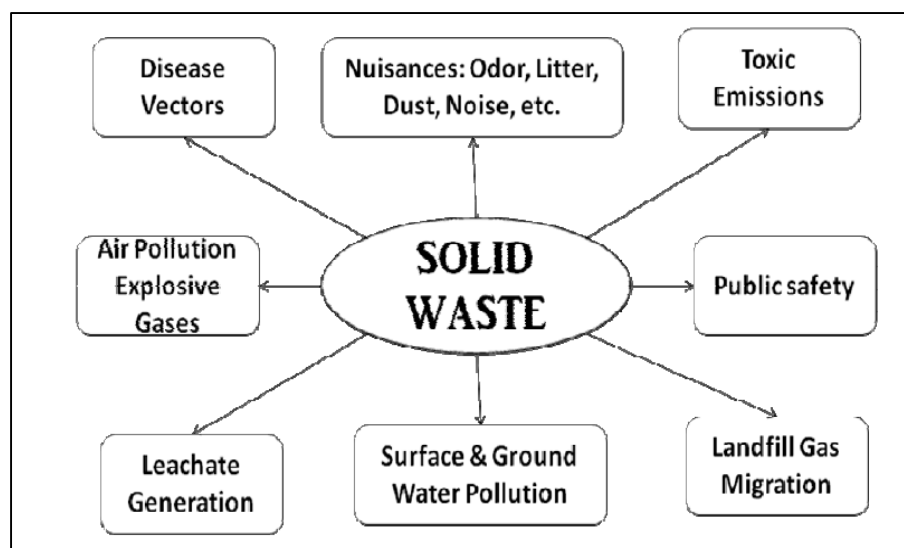 Disease
Vectors
Nuisances: Odor, Litter,
Dust, Noise, etc.
Toxic
Emissions
Air Pollution
Explosive
Gases
SOLID
WASTE
Public safety
Leachate
Generation
Surface & Ground
Water Pollution
Landfill Gas
Migration